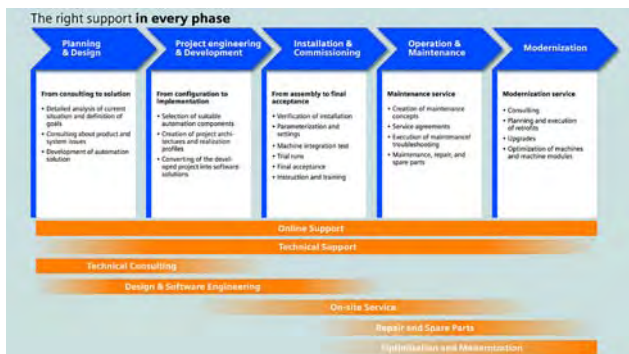 The right support in every phase
Planning
& Design
Project engineering
& Development
Installation &
Commissioning
Operation &
Maintenance
Modernization
From consulting to solution
• Detailed analysis of current
situation and definition of
goals
• Consulting about product and
system issues
• Development of automation
solution
From configuration to
implementation
• Selection of suitable
automation components
• Creation of project archi-
tectures and realization
profiles
• Converting of the devel-
oped project into software
solutions
From assembly to final
acceptance
• Verification of installation
• Parameterization and
settings
• Machine integration test
• Trial runs
• Final acceptance
• Instruction and training
Maintenance service
• Creation of maintenance
concepts
• Service agreements
• Execution of maintenance/
troubleshooting
• Maintenance, repair, and
spare parts
Modernization service
• Consulting
• Planning and execution
of retrofits
• Upgrades
• Optimization of machines
and machine modules
Online Support
Technical Support
Technical Consulting
Design & Software Engineering
On-site Service
Repair and Spare Parts
Optimization and Modernization